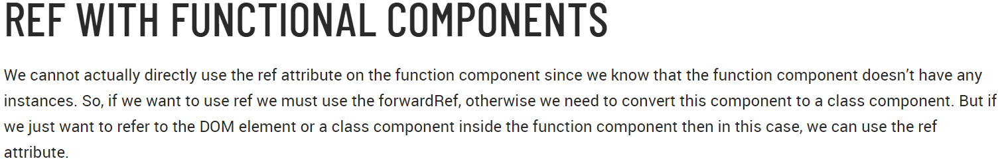 REF WITH FUNCTIONAL COMPONENTS
We cannot actually directly use the ref attribute on the function component since we know that the function component doesn’t have any
instances. So, if we want to use ref we must use the forwardRef, otherwise we need to convert this component to a class component. But if
we just want to refer to the DOM element or a class component inside the function component then in this case, we can use the ref
attribute.